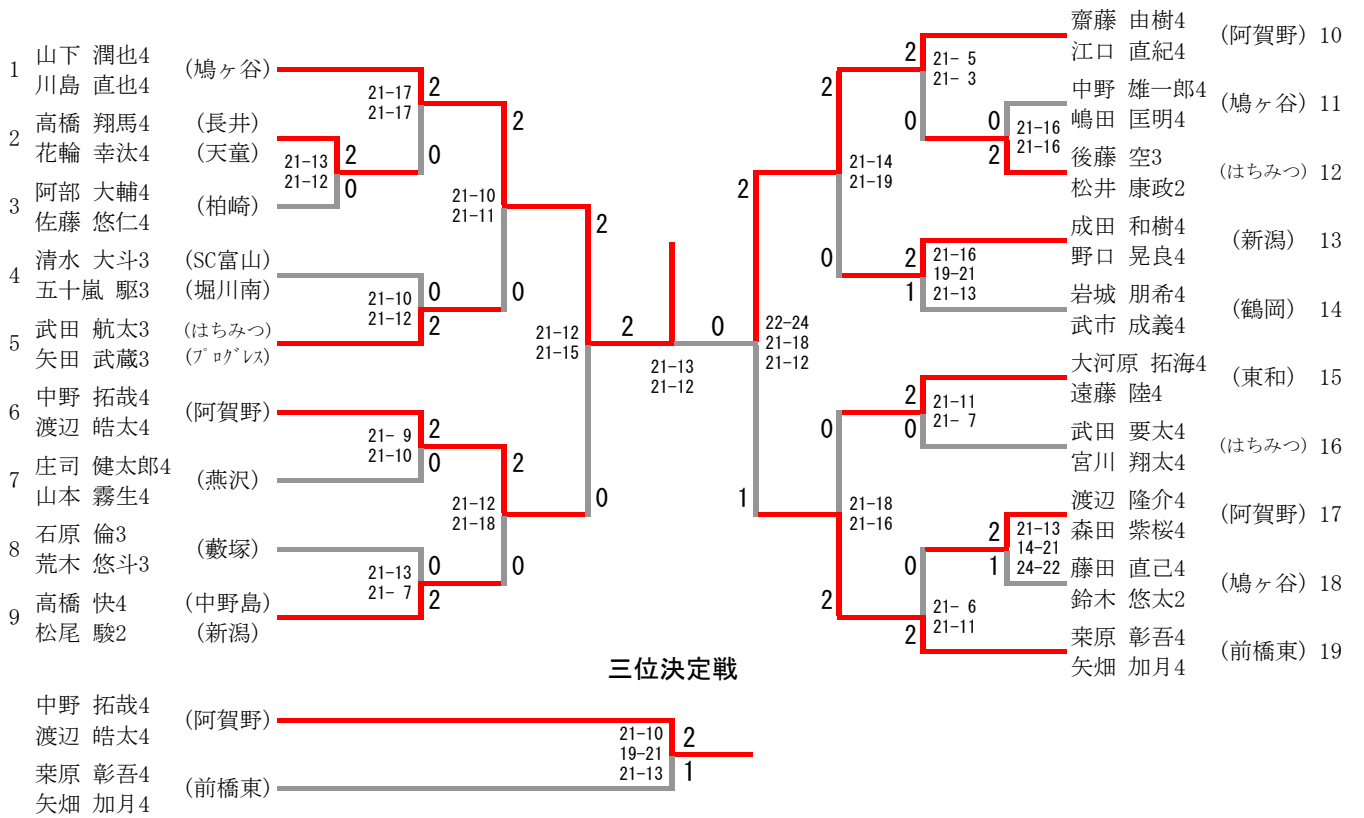 1 山下 潤也4 (鳩ヶ谷)
川島 直也4
2 高橋 翔馬4 (長井)
花輪 幸汰4 (天童)
3 阿部 大輔4 (柏崎)
佐藤 悠仁4
4 清水 大斗3 (SC富山)
五十嵐 駆3 (堀川南)
5 武田 航太3 (はちみつ)
矢田 武蔵3 (プログレス)
6 中野 拓哉4 (阿賀野)
渡辺 皓太4
7 庄司 健太郎4 (燕沢)
山本 霧生4
8 石原 倫3 (藪塚)
荒木 悠斗3
9 高橋 快4 (中野島)
松尾 駿2 (新潟)
21-17
21-17
2
0
21-13
21-12
2
0
21-10
21-12
0
2
21- 9
21-10
2
0
21-13
21- 7
0
2
21-10
21-11
2
0
21-12
21-18
2
0
21-12
21-15
2
0
2
0
21-13
21-12
22-24
21-18
21-12
2
1
21-14
21-19
2
0
21-18
21-16
0
2
21- 5
21- 3
2
0
21-16
21-16
0
2
21-16
19-21
21-13
2
1
21-11
21- 7
2
0
21-13
14-21
24-22
2
1
21- 6
21-11
0
2
齋藤 由樹4 (阿賀野) 10
江口 直紀4
中野 雄一郎4 (鳩ヶ谷) 11
嶋田 匡明4
後藤 空3 (はちみつ) 12
松井 康政2
成田 和樹4 (新潟) 13
野口 晃良4
岩城 朋希4 (鶴岡) 14
武市 成義4
大河原 拓海4 (東和) 15
遠藤 陸4
武田 要太4 (はちみつ) 16
宮川 翔太4
渡辺 隆介4 (阿賀野) 17
森田 紫桜4
藤田 直己4 (鳩ヶ谷) 18
鈴木 悠太2
桒原 彰吾4 (前橋東) 19
矢畑 加月4
三位決定戦
中野 拓哉4 (阿賀野)
渡辺 皓太4
桒原 彰吾4 (前橋東)
矢畑 加月4
21-10
19-21
21-13
2
1